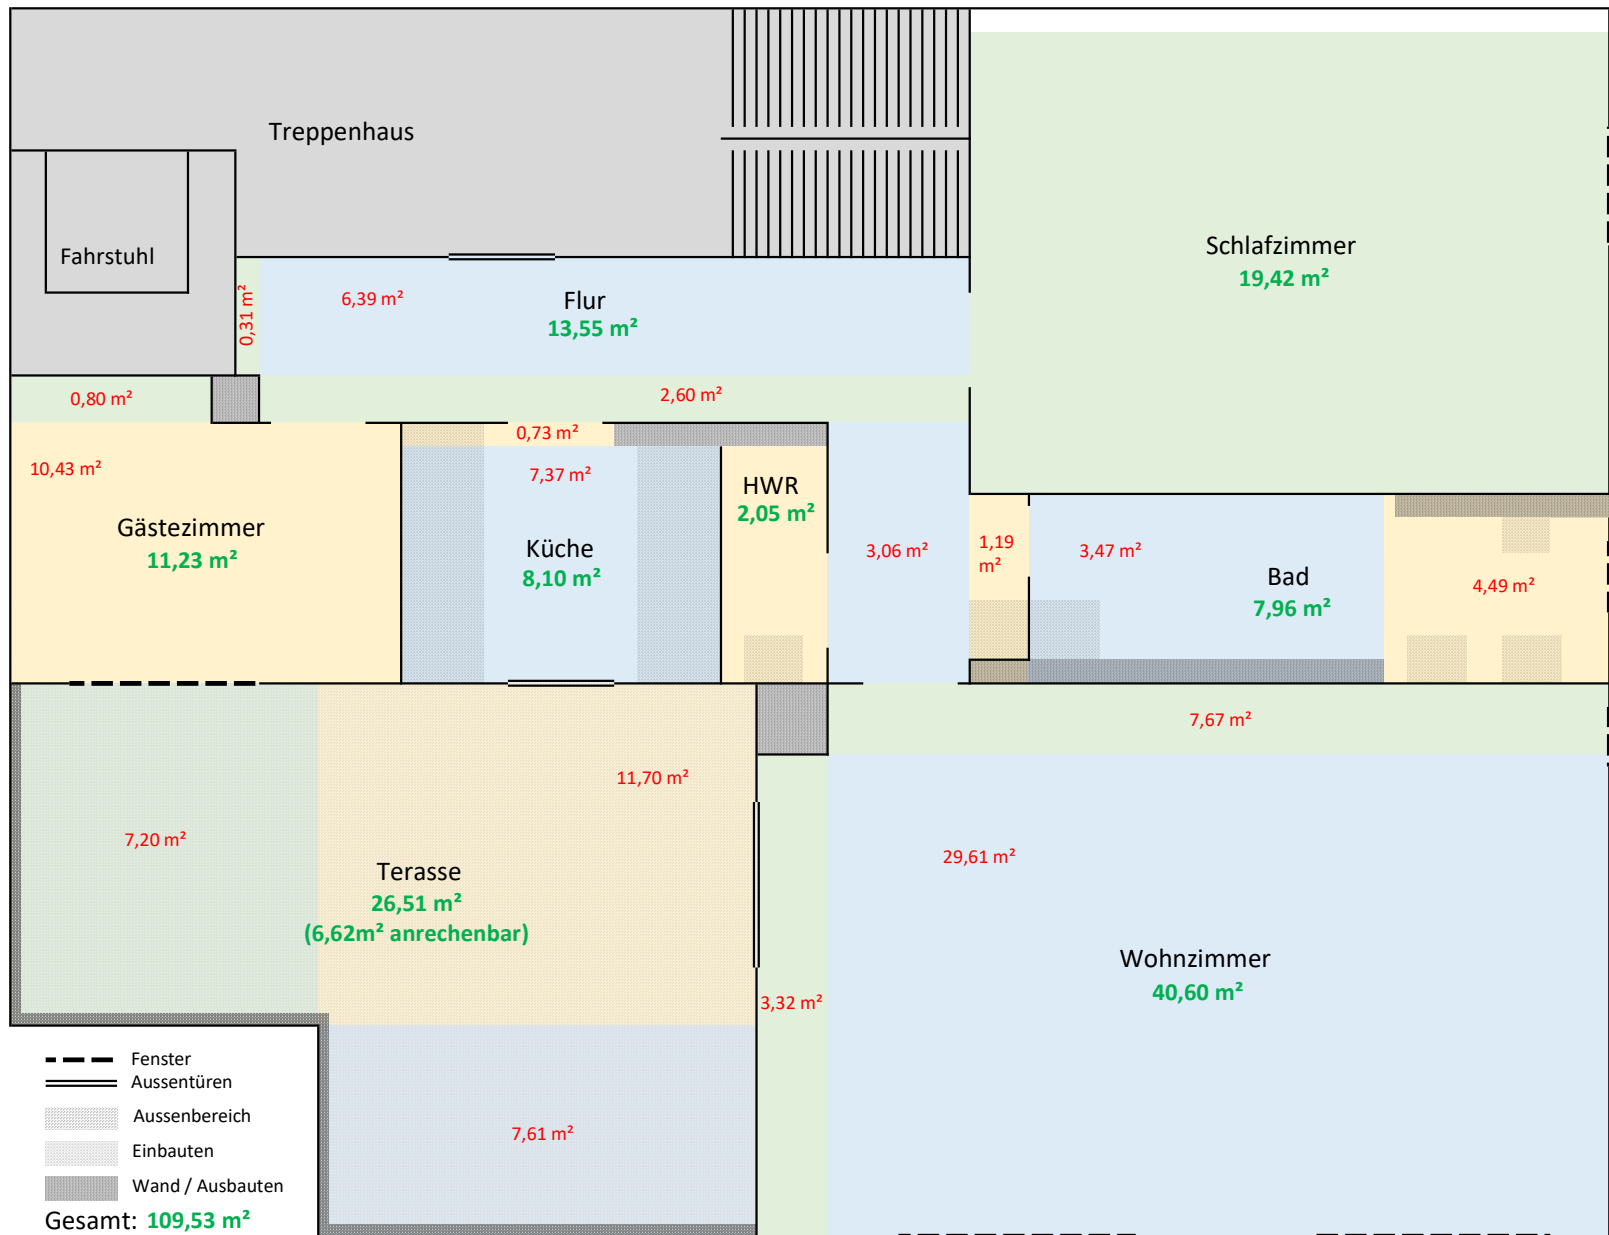 Treppenhaus
Fahrstuhl
Schlafzimmer
19,42 m²
0,31 m²
6,39 m²
Flur
13,55 m²
0,80 m²
2,60 m²
10,43 m²
Gästezimmer
11,23 m²
0,73 m²
7,37 m²
Küche
8,10 m²
HWR
2,05 m²
3,06 m²
1,19
m²
3,47 m²
Bad
7,96 m²
4,49 m²
7,67 m²
11,70 m²
7,20 m²
Terasse
26,51 m²
(6,62m² anrechenbar)
3,32 m²
29,61 m²
Wohnzimmer
40,60 m²
7,61 m²
Fenster
Aussentüren
Aussenbereich
Einbauten
Wand / Ausbauten
Gesamt: 109,53 m²